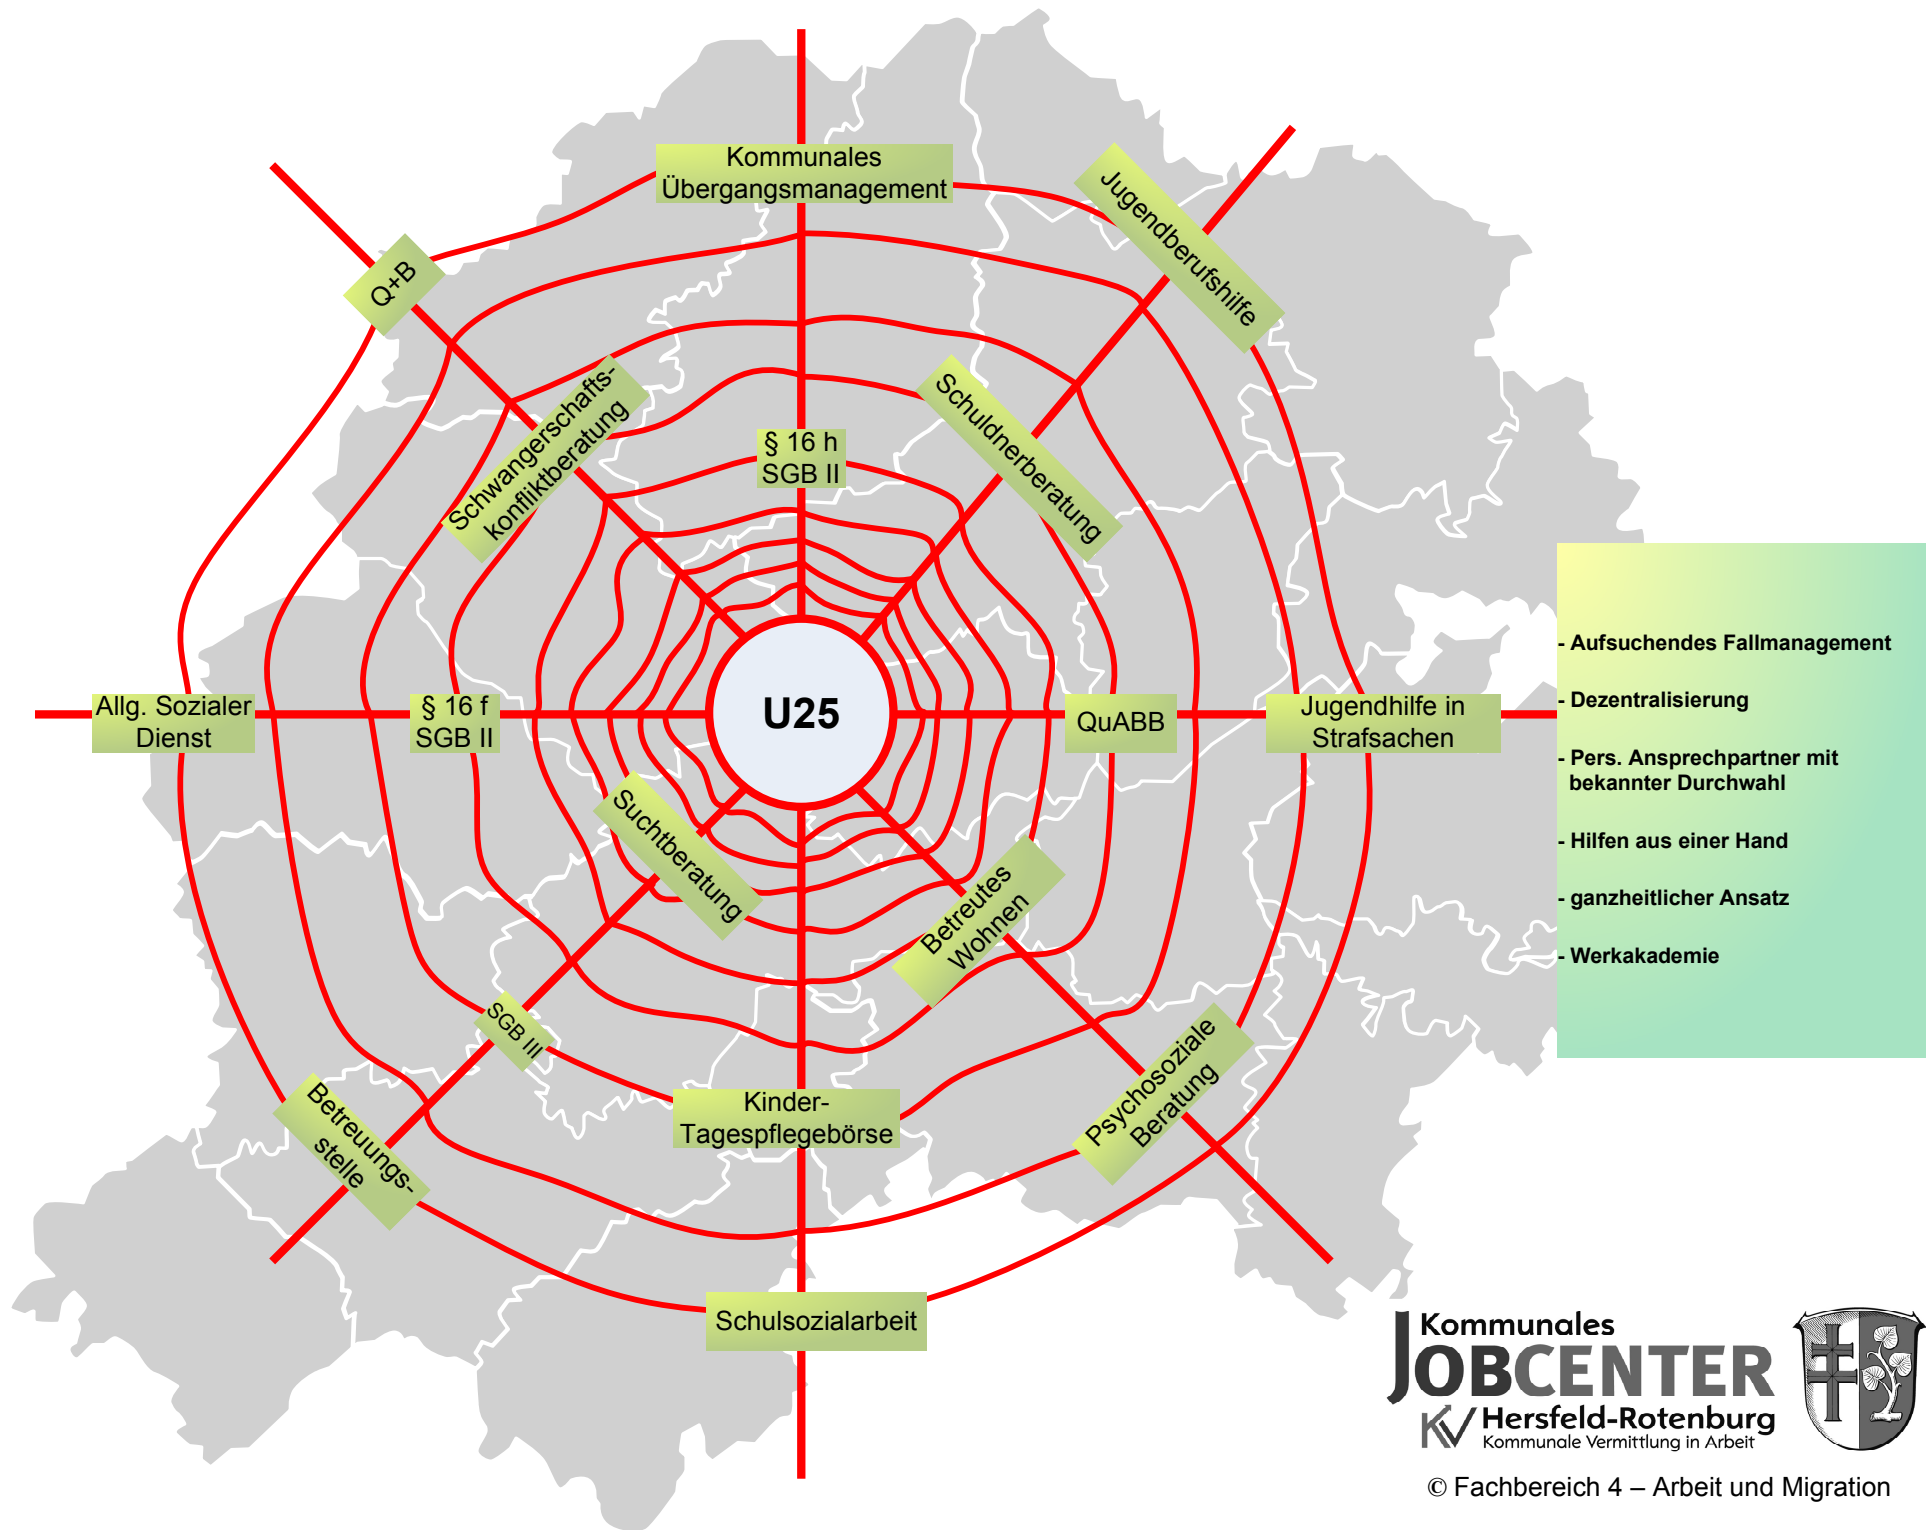 Kommunales
Übergangsmanagement
Jugendberufshilfe
Q+B
Schwangerschafts-
konfliktberatung
§ 16 h
SGB II
Schuldnerberatung
Allg. Sozialer
Dienst
§ 16 f
SGB II
U25
QuABB
Jugendhilfe in
Strafsachen
Suchtberatung
Betreutes
Wohnen
SGB III
Psychosoziale
Beratung
Betreuungs-
stelle
Kinder-
Tagespflegebörse
Schulsozialarbeit
- Aufsuchendes Fallmanagement
- Dezentralisierung
- Pers. Ansprechpartner mit
bekannter Durchwahl
- Hilfen aus einer Hand
- ganzheitlicher Ansatz
- Werkakademie
Kommunales
JOBCENTER
KV Hersfeld-Rotenburg
Kommunale Vermittlung in Arbeit
© Fachbereich 4 – Arbeit und Migration